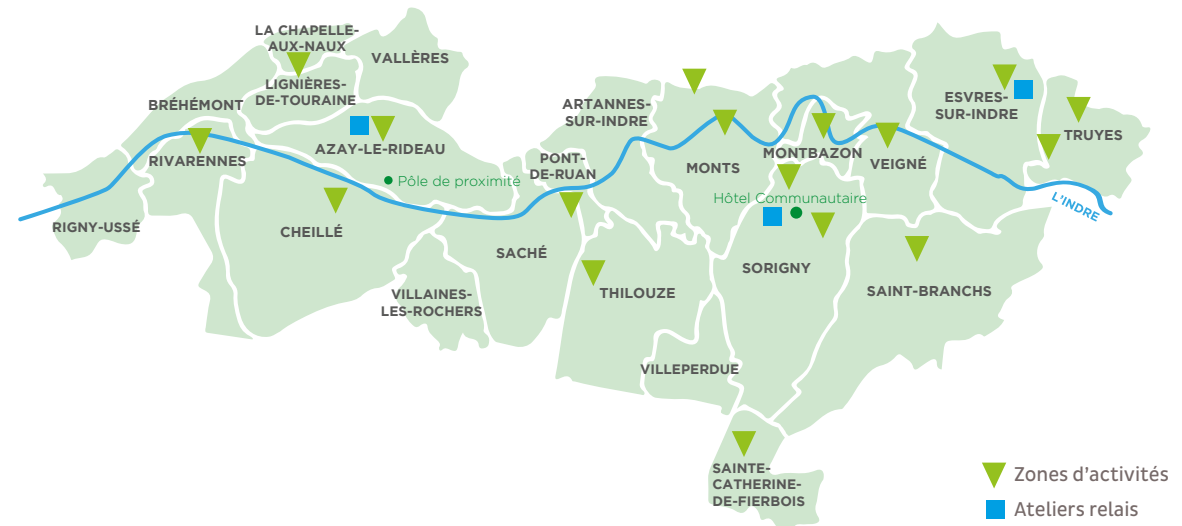 LA CHAPELLE-
AUX-NAUX
VALLÈRES
LIGNIÈRES-
DE-TOURAINE
BRÉHÉMONT
RIVARENNES
AZAY-LE-RIDEAU
Pôle de proximité
RIGNY-USSÉ
CHEILLÉ
VILLAINES-
LES-ROCHERS
SACHÉ
PONT-
DE-RUAN
ARTANNES-
SUR-INDRE
MONTS
MONTBAZON
VEIGNÉ
ESVRES-
SUR-INDRE
TRUYES
L'INDRE
Hôtel Communautaire
SORIGNY
SAINT-BRANCHS
THILOUZE
VILLEPERDUE
SAINTE-
CATHERINE-
DE-FIERBOIS
Zones d'activités
Ateliers relais